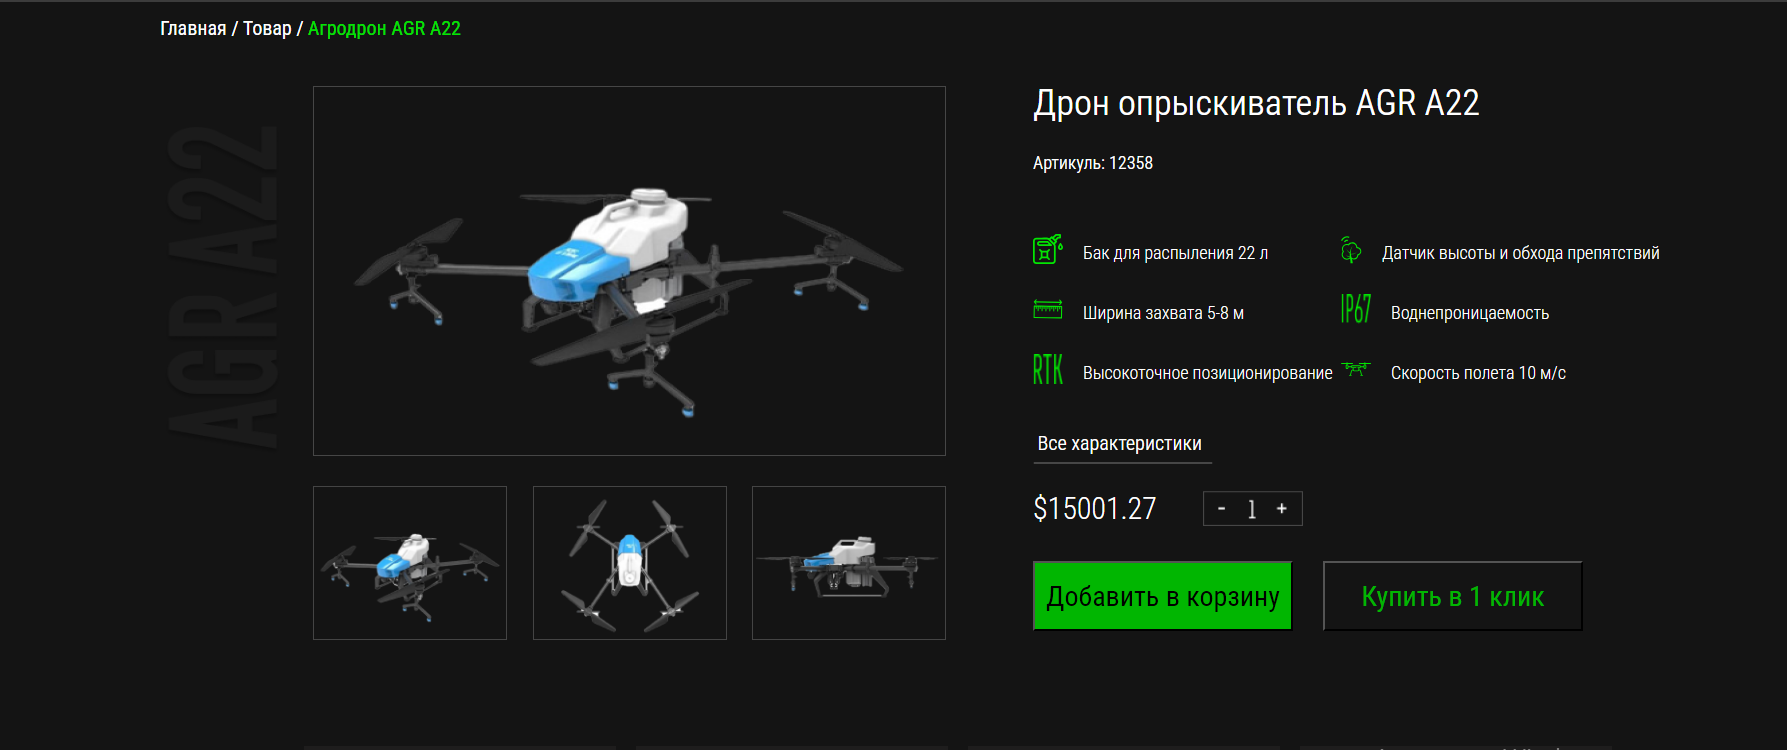 Главная / Товар / Агродрон AGR A22
AGR A22
Дрон опрыскиватель AGR A22
Артикуль: 12358
Бак для распыления 22 л
Датчик высоты и обхода препятствий
Ширина захвата 5-8 м
IP67 Воднепроницаемость
RTK Высокоточное позиционирование
Скорость полета 10 м/с
Все характеристики
$15001.27 - 1 +
Добавить в корзину
Купить в 1 клик